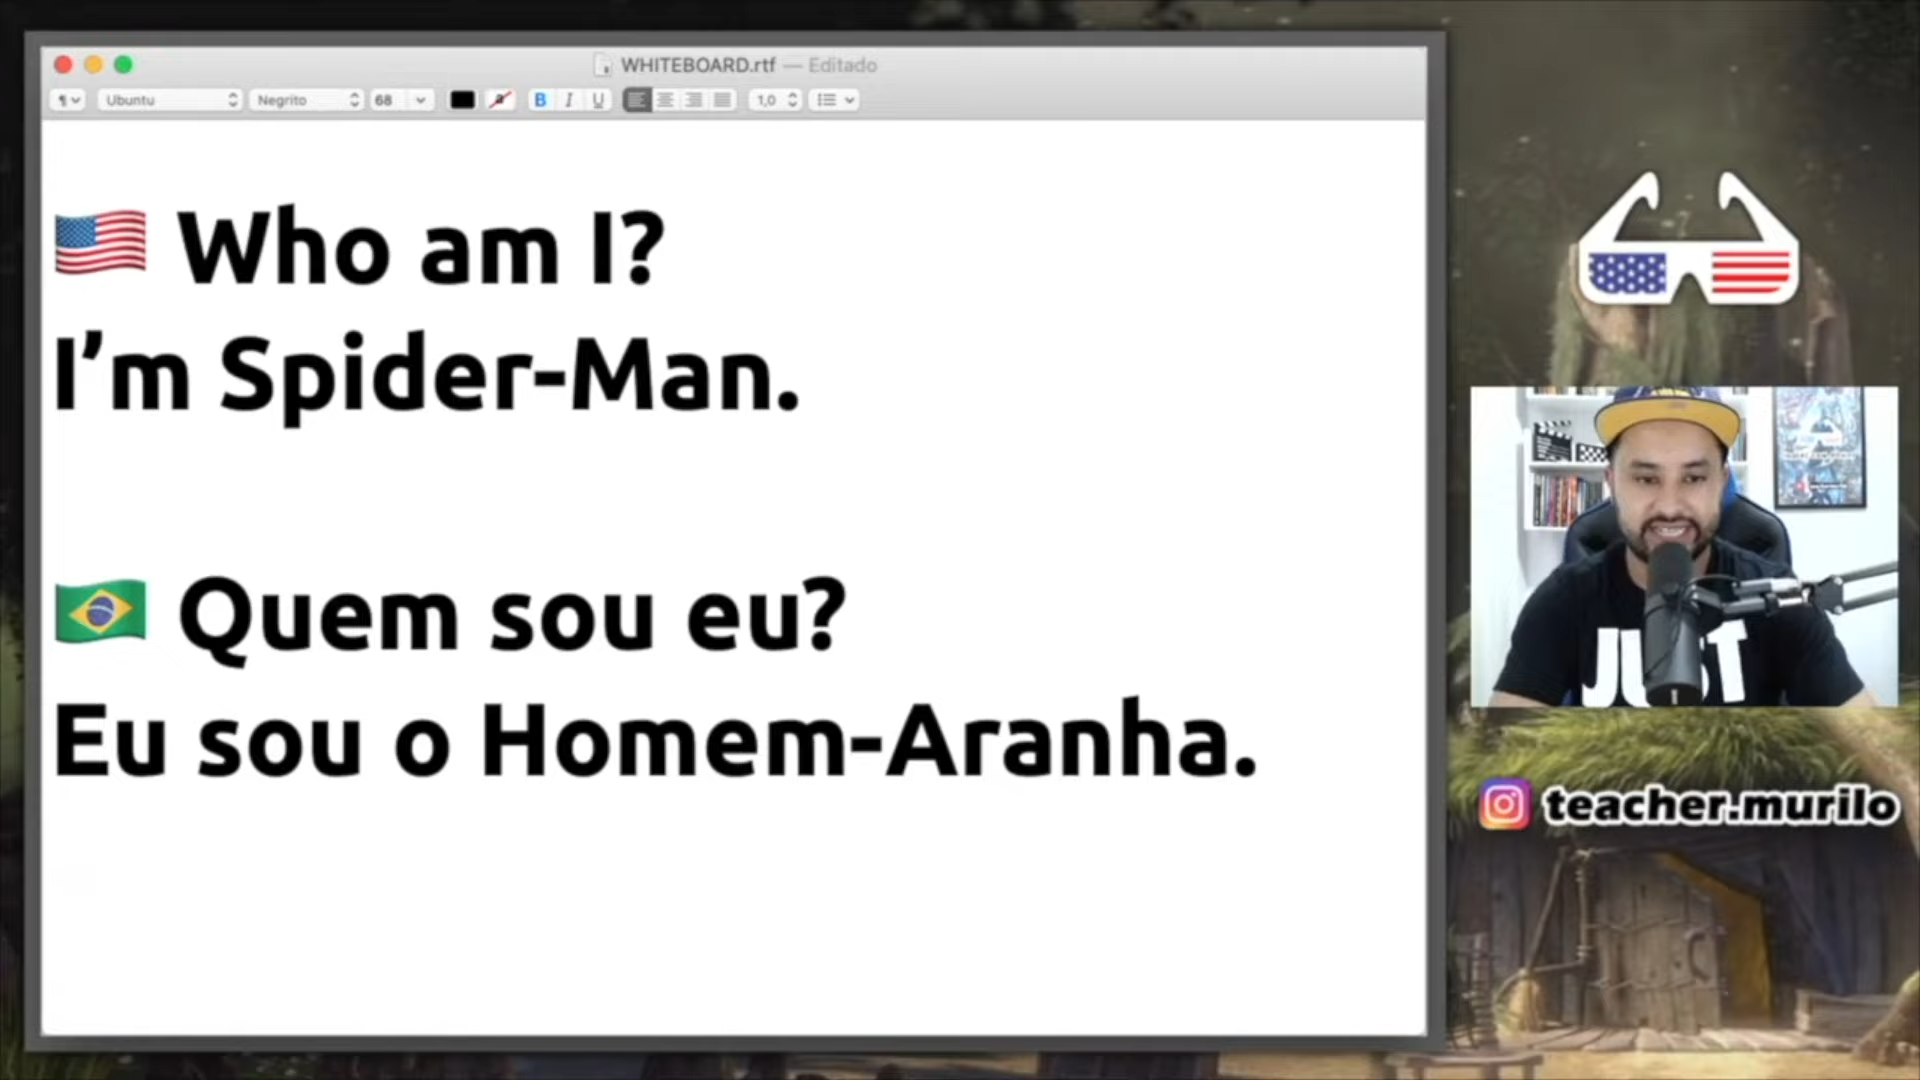 WHITEBOARD.rtf — Editado
Ubuntu
Negrito
68
B I U
1,0
Who am I?
I’m Spider-Man.
Quem sou eu?
Eu sou o Homem-Aranha.
JUST
teacher.murilo